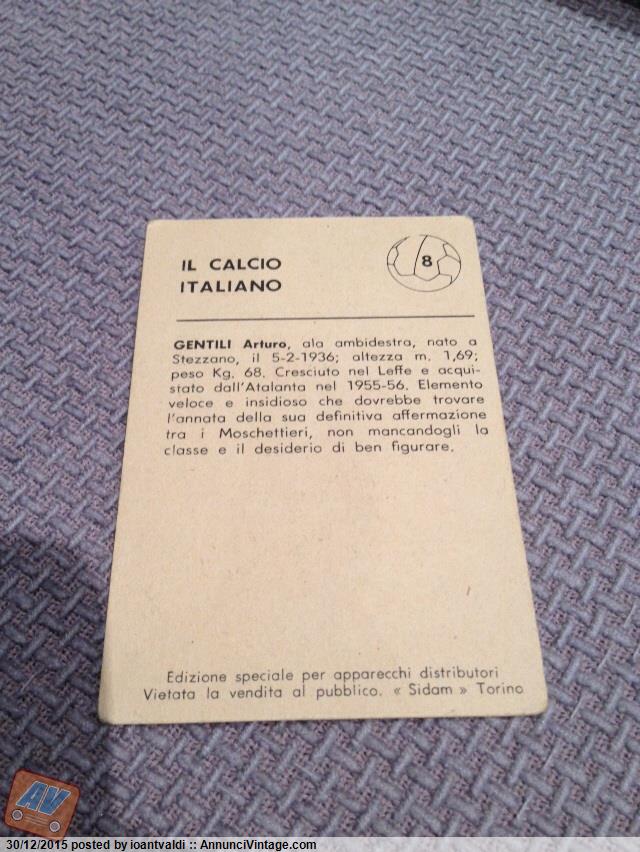 IL CALCIO
ITALIANO
8
GENTILI Arturo, ala ambidestra, nato a
Stezzano, il 5-2-1936; altezza m. 1,69;
peso Kg. 68. Cresciuto nel Leffe e acqui-
stato dall'Atalanta nel 1955-56. Elemento
veloce e insidioso che dovrebbe trovare
l'annata della sua definitiva affermazione
tra i Moschettieri, non mancandogli la
classe e il desiderio di ben figurare.
Edizione speciale per apparecchi distributori
Vietata la vendita al pubblico. « Sidam » Torino
AV
30/12/2015 posted by ioantvaldi :: AnnunciVintage.com